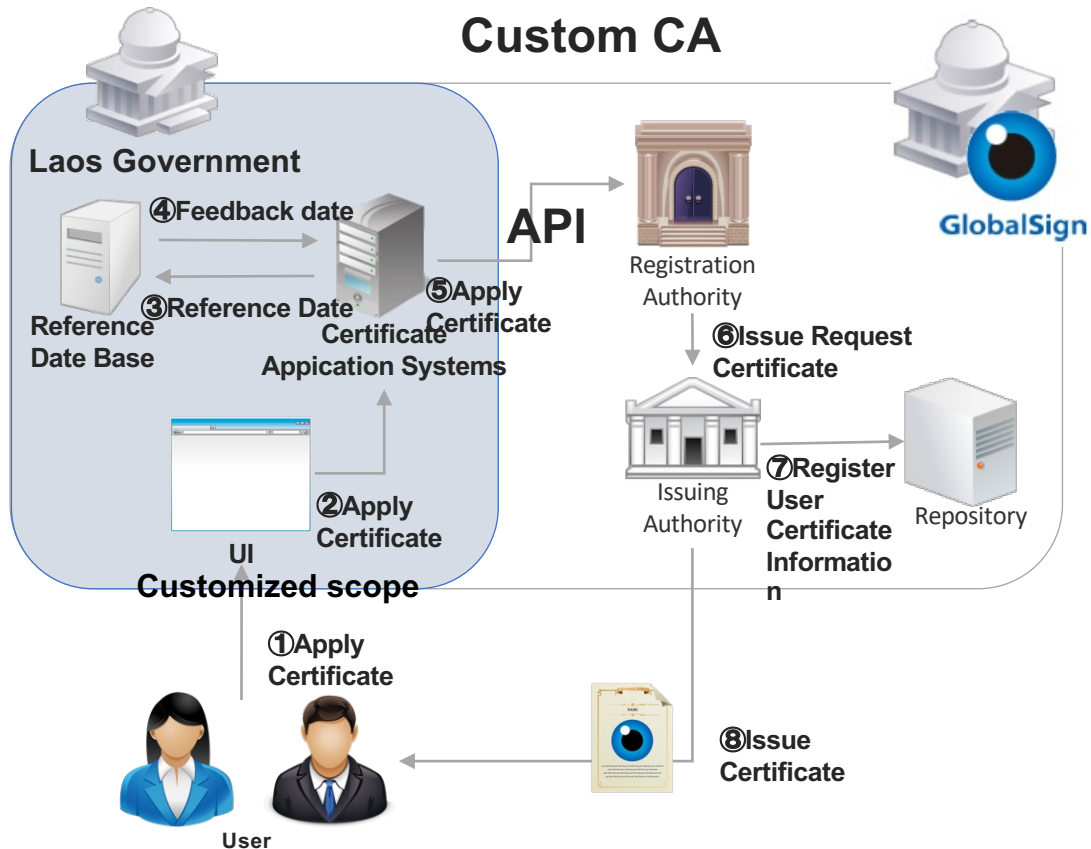 Custom CA
Laos Government
GlobalSign
④Feedback date
API
③Reference Date
⑤Apply
Certificate
Registration
Authority
Reference
Date Base
Certificate
Appication Systems
⑥Issue Request
Certificate
②Apply
Certificate
UI
Customized scope
Issuing
Authority
⑦Register
User
Certificate
Informatio
n
Repository
①Apply
Certificate
⑧Issue
Certificate
User